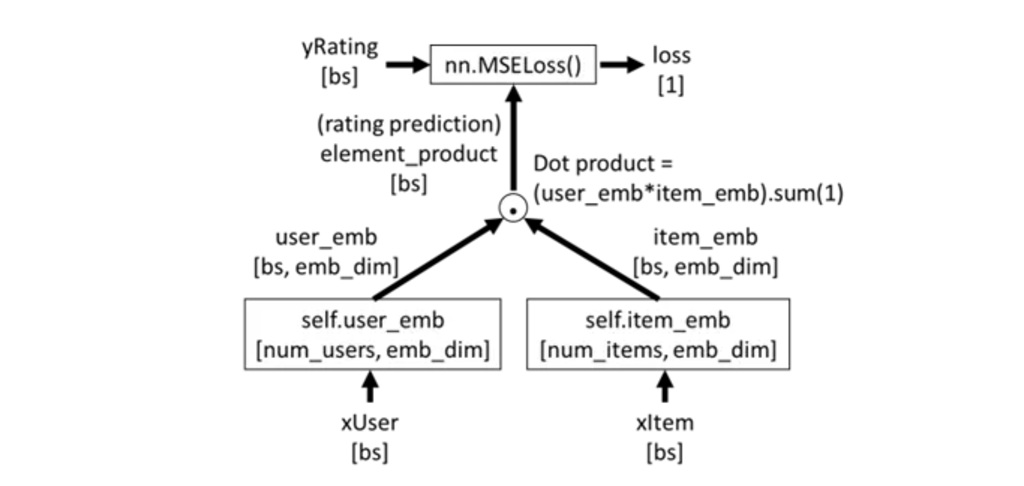 yRating
[bs]
nn.MSELoss()
loss
[1]
(rating prediction)
element_product
[bs]
Dot product =
(user_emb*item_emb).sum(1)
user_emb
[bs, emb_dim]
item_emb
[bs, emb_dim]
self.user_emb
[num_users, emb_dim]
self.item_emb
[num_items, emb_dim]
xUser
[bs]
xItem
[bs]